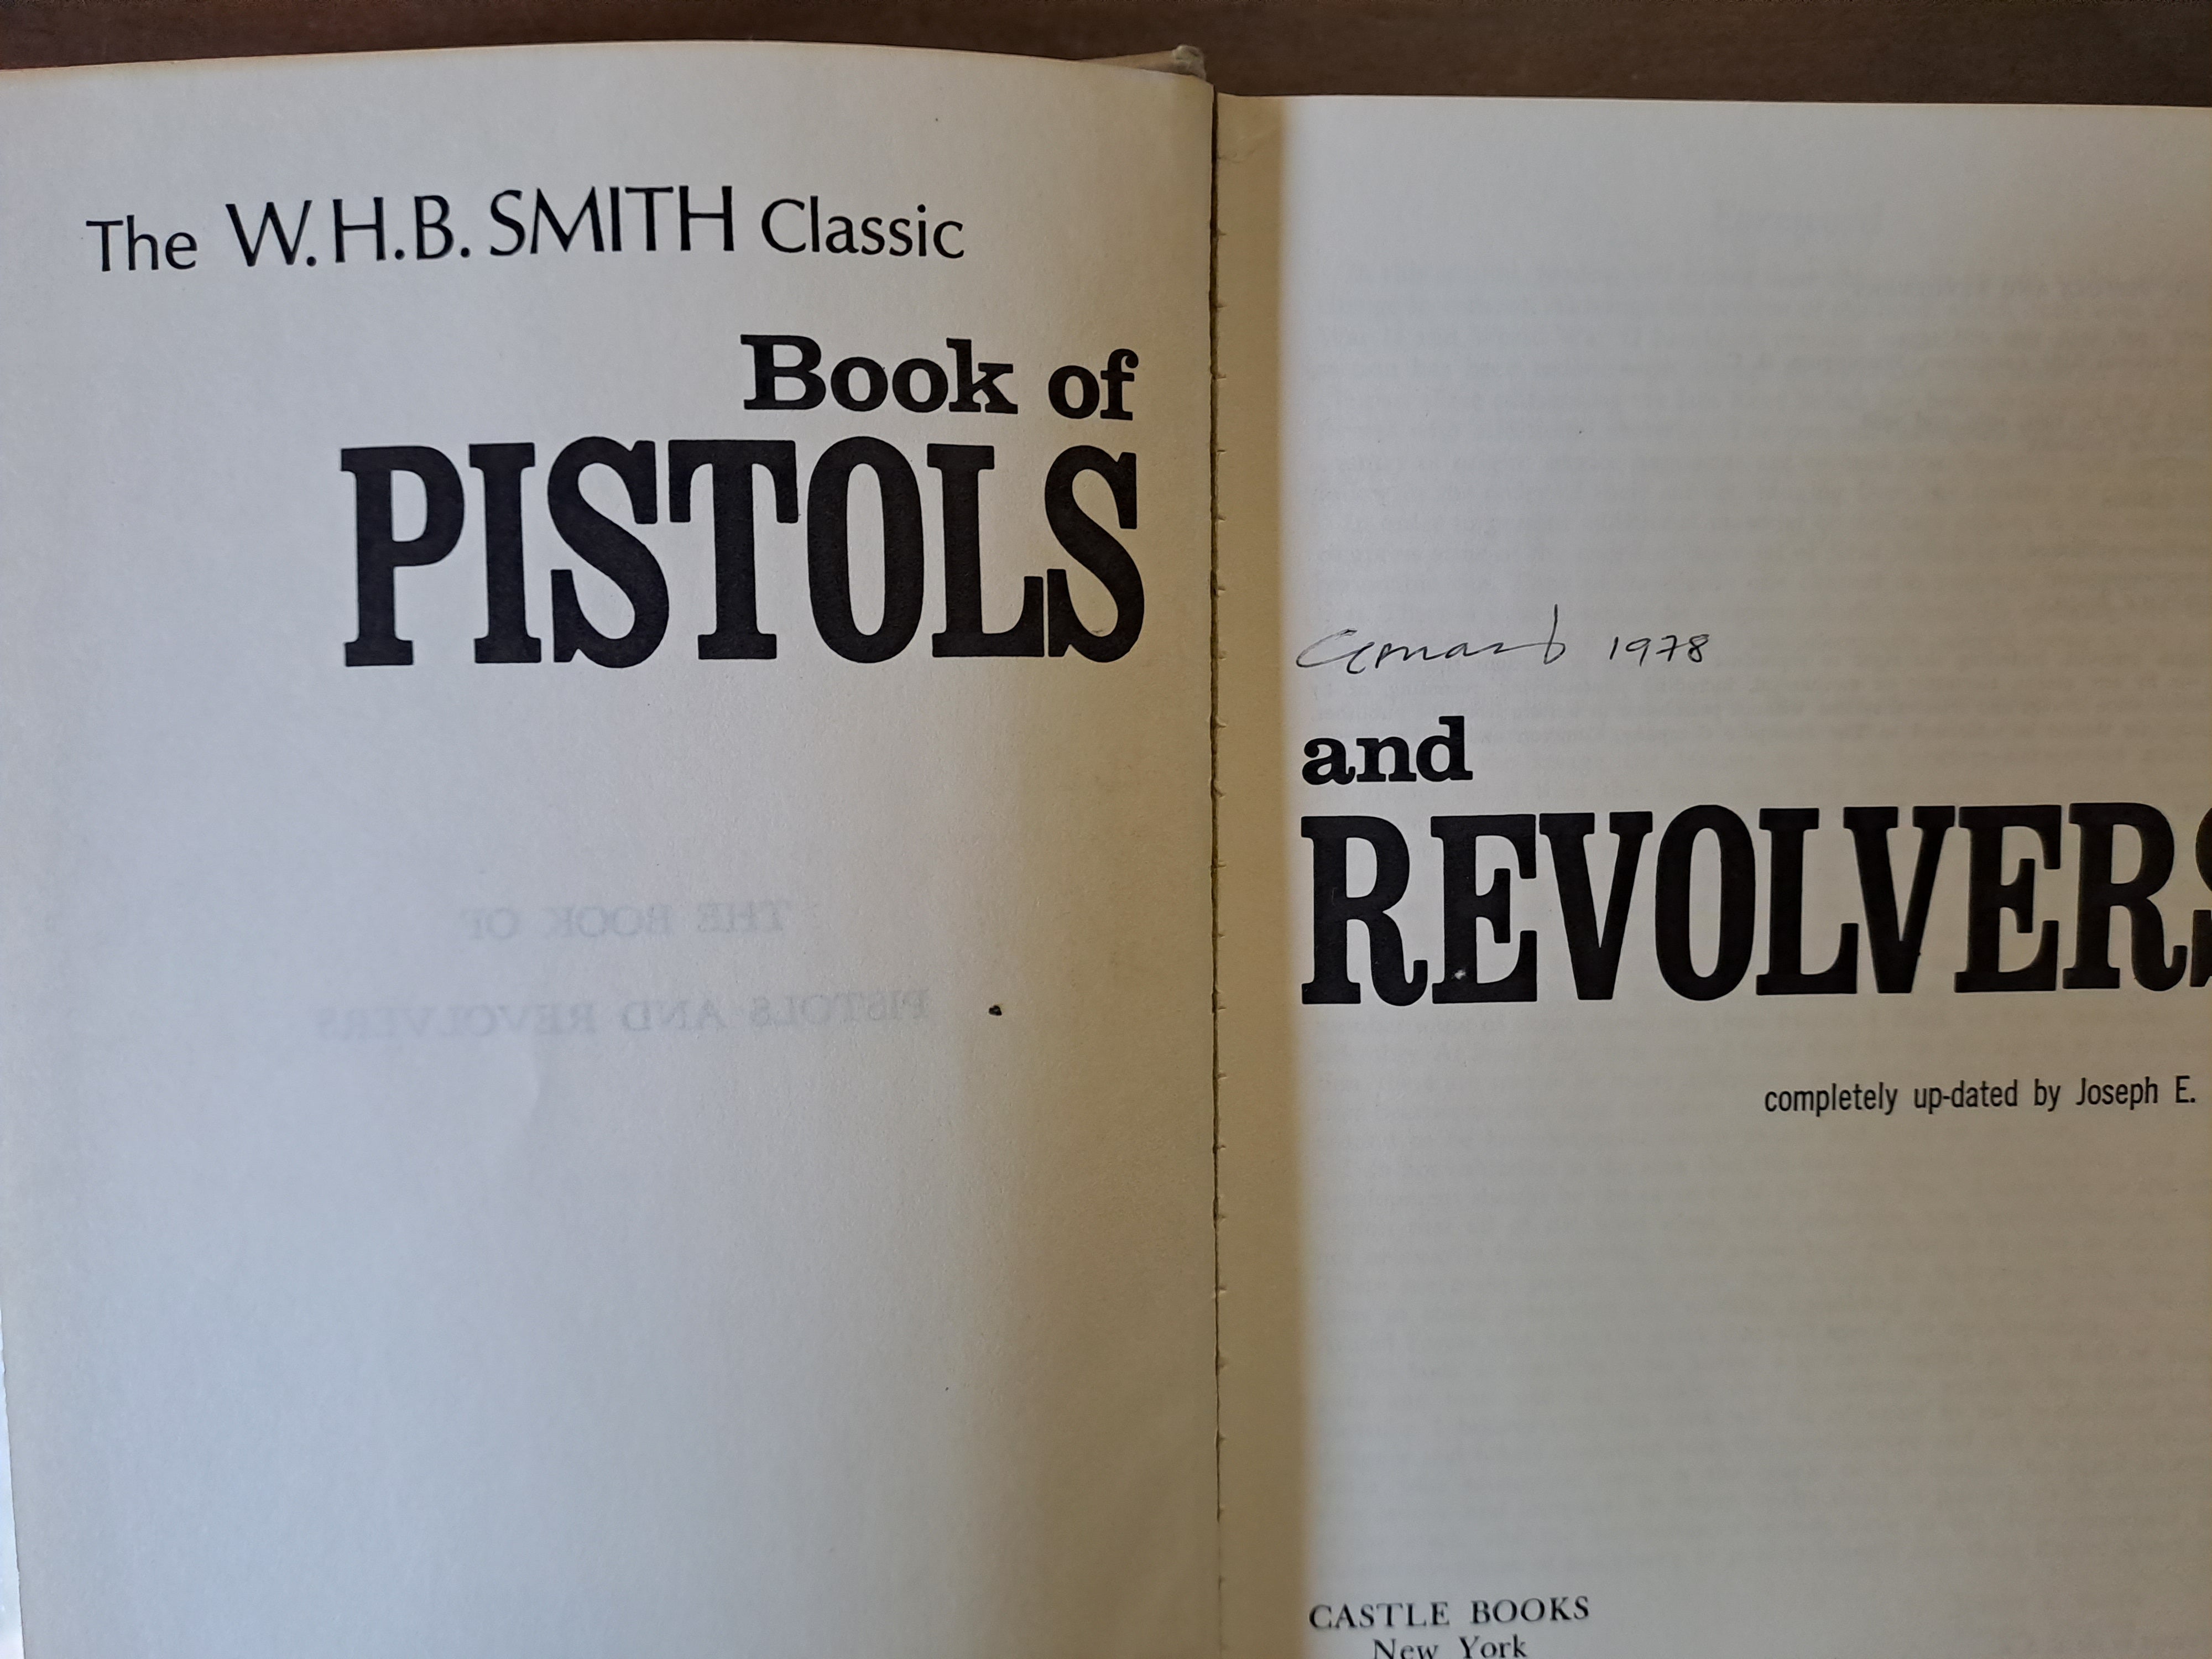 The W.H.B. SMITH Classic
Book of
PISTOLS
THE BOOK OF
PISTOLS AND REVOLVERS
1978
and
REVOLVERS
completely up-dated by Joseph E.
CASTLE BOOKS
New York